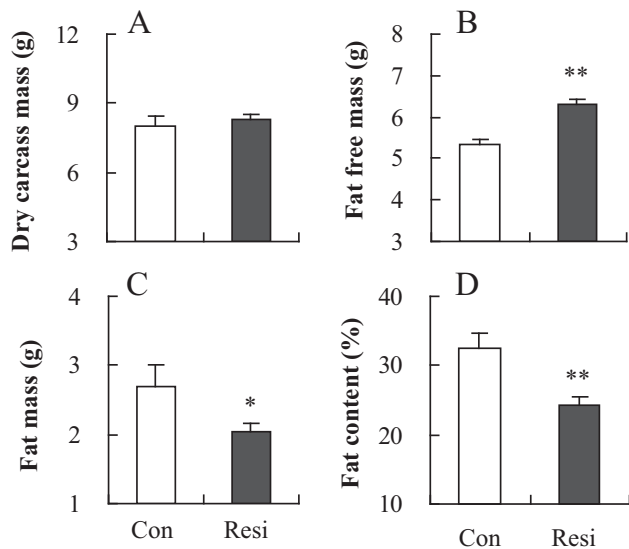 A
Dry carcass mass (g)
12
9
6
3
B
Fat free mass (g)
8
7
6
5
4
3
**
C
Fat mass (g)
4
3
2
1
*
Con
Resi
D
Fat content (%)
40
30
20
10
**
Con
Resi